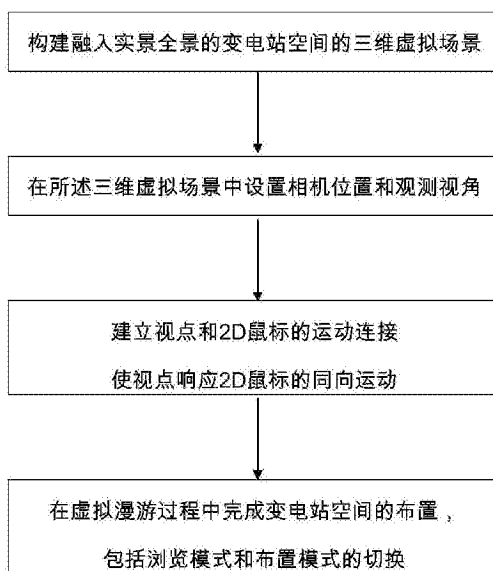 构建融入实景全景的变电站空间的三维虚拟场景
在所述三维虚拟场景中设置相机位置和观测视角
建立视点和2D鼠标的运动连接
使视点响应2D鼠标的同向运动
在虚拟漫游过程中完成变电站空间的布置，
包括浏览模式和布置模式的切换